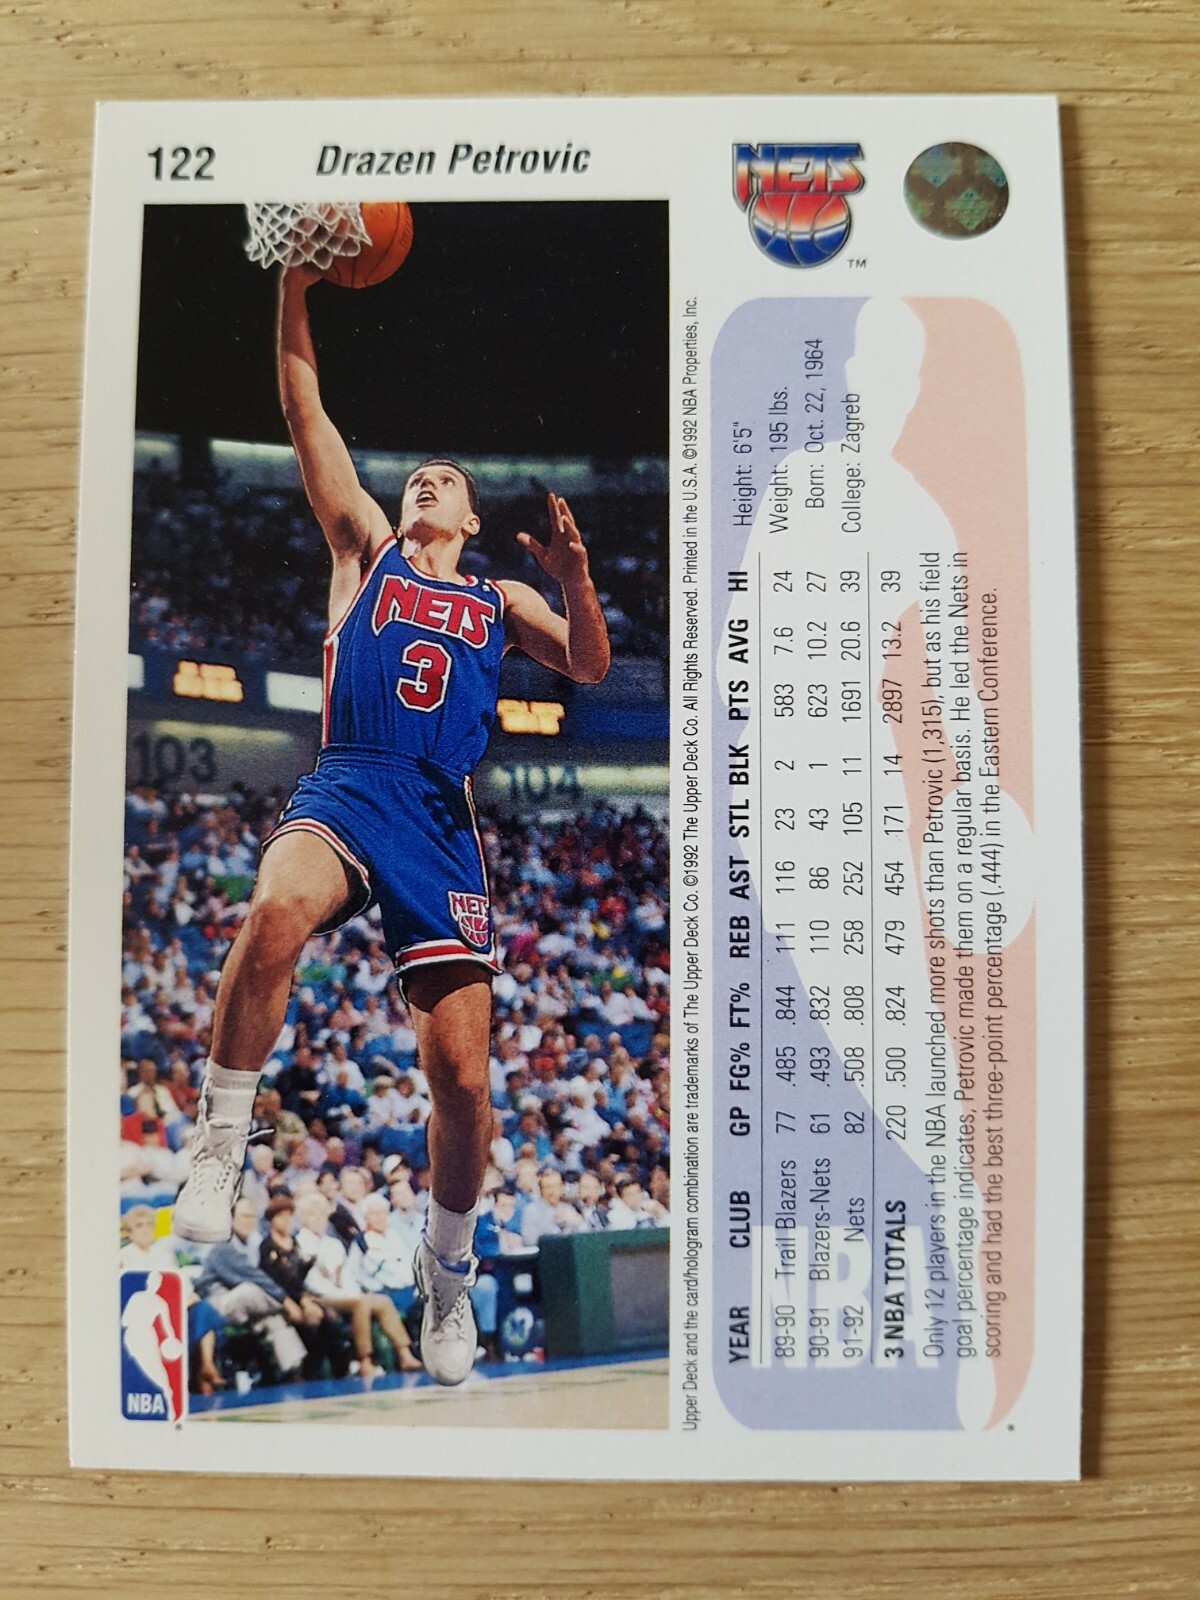 122
Drazen Petrovic
NETS
TM
NETS
3
103
104
NETS
NBA
Upper Deck and the card/hologram combination are trademarks of The Upper Deck Co. ©1992 The Upper Deck Co. All Rights Reserved. Printed in the U.S.A. ©1992 NBA Properties, Inc.
Height: 6'5"
Weight: 195 lbs.
Born: Oct. 22, 1964
College: Zagreb
YEAR CLUB GP FG% FT% REB AST STL BLK PTS AVG HI
89-90 Trail Blazers 77 .485 .844 111 116 23 2 583 7.6 24
90-91 Blazers-Nets 61 .493 .832 110 86 43 1 623 10.2 27
91-92 Nets 82 .508 .808 258 252 105 11 1691 20.6 39
3 NBA TOTALS 220 .500 .824 479 454 171 14 2897 13.2 39
Only 12 players in the NBA launched more shots than Petrovic (1,315), but as his field
goal percentage indicates, Petrovic made them on a regular basis. He led the Nets in
scoring and had the best three-point percentage (.444) in the Eastern Conference.
NBA